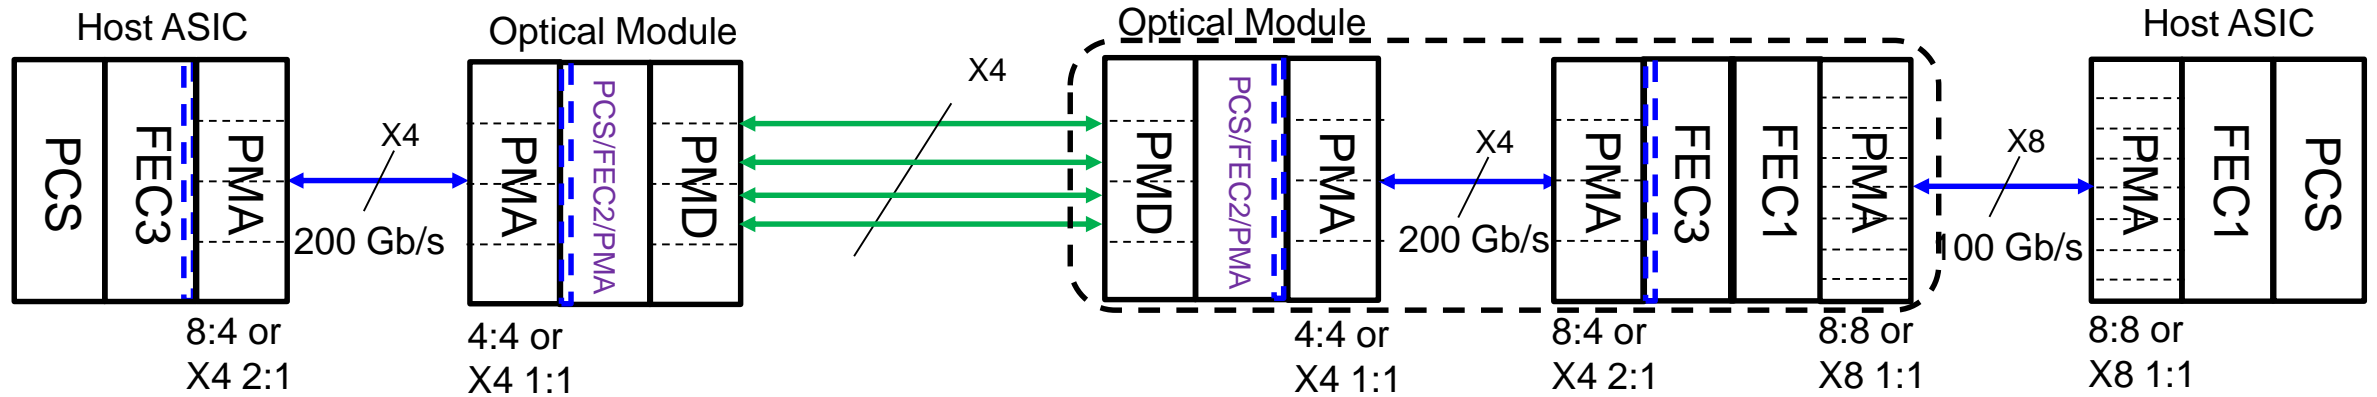 Host ASIC
Optical Module
Optical Module
Host ASIC
PCS
FEC3
PMA
X4
200 Gb/s
PMA
PCS/FEC2/PMA
PMD
X4
PMD
PCS/FEC2/PMA
PMA
X4
200 Gb/s
PMA
FEC3
FEC1
PMA
X8
100 Gb/s
PMA
FEC1
PCS
8:4 or
X4 2:1
4:4 or
X4 1:1
4:4 or
X4 1:1
8:4 or
X4 2:1
8:8 or
X8 1:1
8:8 or
X8 1:1